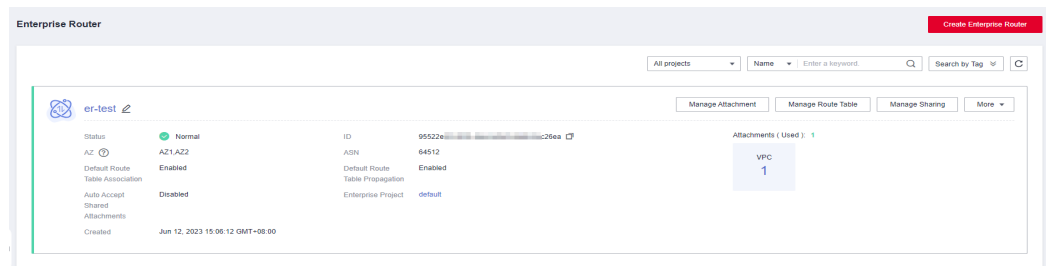 Enterprise Router
Create Enterprise Router
All projects
Name
Enter a keyword.
Search by Tag
er-test
Manage Attachment
Manage Route Table
Manage Sharing
More
Status
Normal
ID
95522e
c26ea
Attachments ( Used ): 1
AZ
AZ1,AZ2
ASN
64512
VPC
1
Default Route
Table Association
Enabled
Default Route
Table Propagation
Enabled
Auto Accept
Shared
Attachments
Disabled
Enterprise Project
default
Created
Jun 12, 2023 15:06:12 GMT+08:00